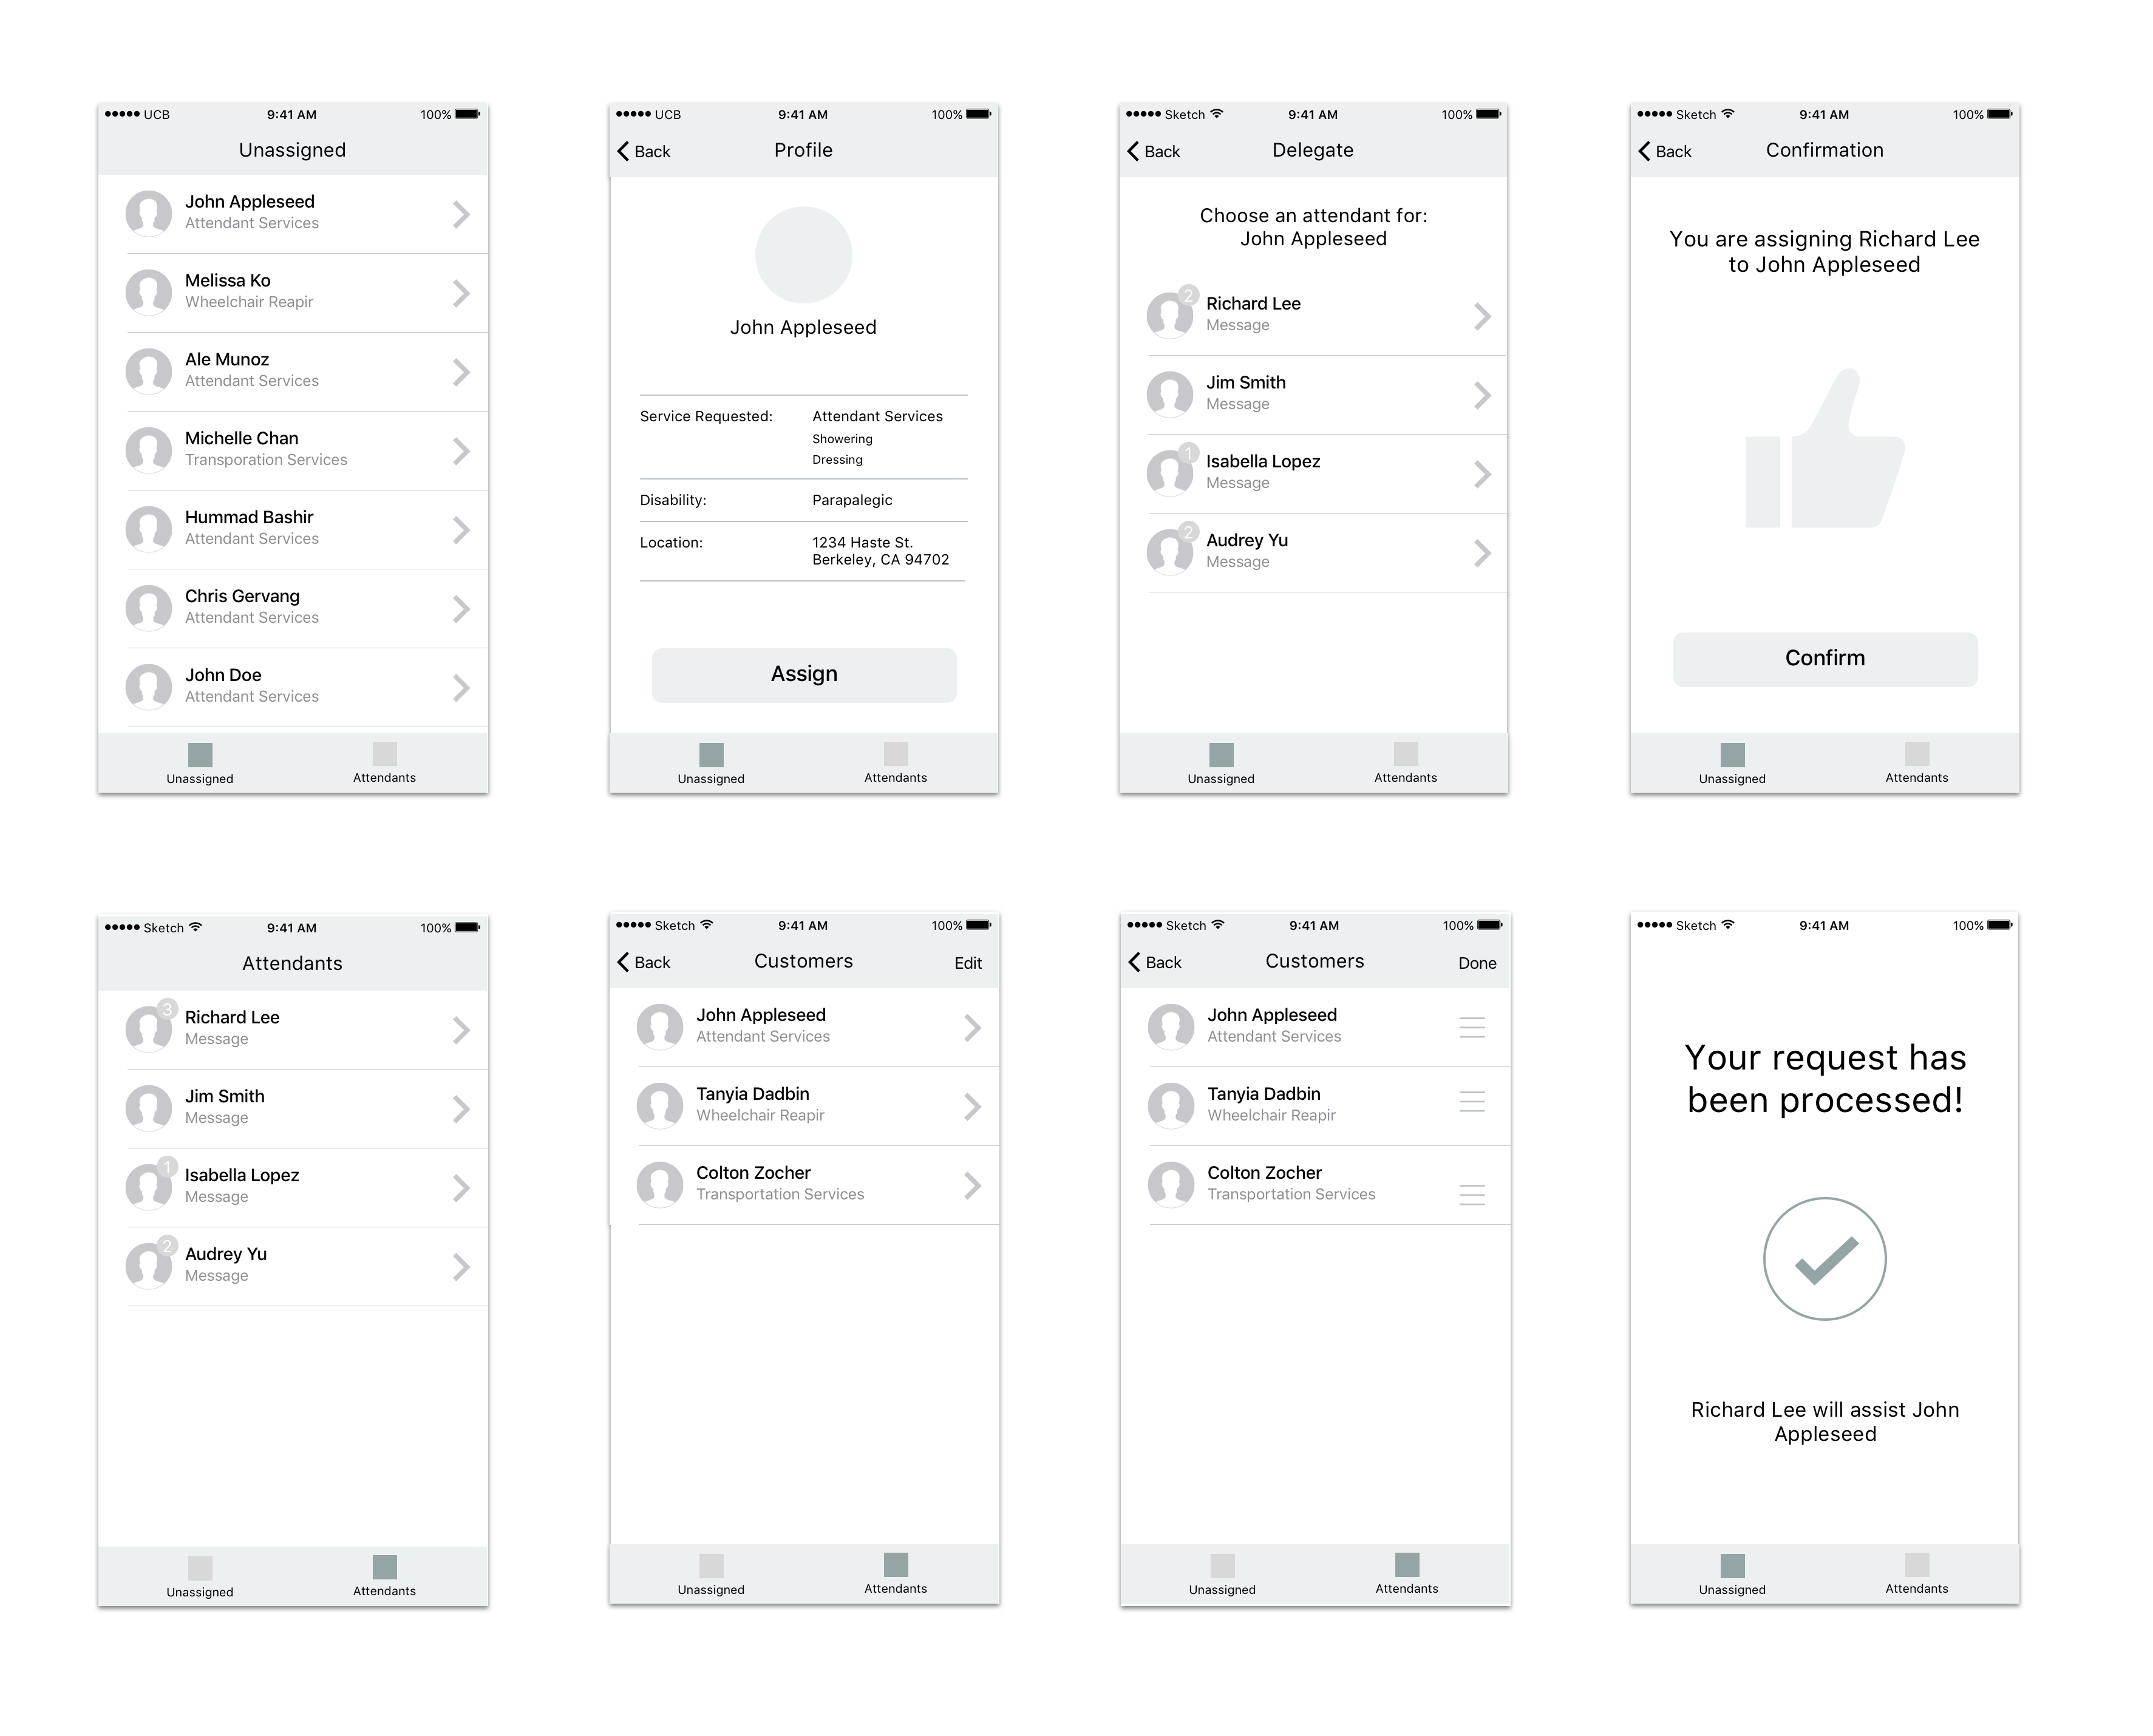 UCB 9:41 AM 100%
Unassigned
John Appleseed
Attendant Services
Melissa Ko
Wheelchair Reapir
Ale Munoz
Attendant Services
Michelle Chan
Transporation Services
Hummad Bashir
Attendant Services
Chris Gervang
Attendant Services
John Doe
Attendant Services
Unassigned Attendants
UCB 9:41 AM 100%
Back Profile
John Appleseed
Service Requested: Attendant Services
Showering
Dressing
Disability: Parapalegic
Location: 1234 Haste St.
Berkeley, CA 94702
Assign
Unassigned Attendants
Sketch 9:41 AM 100%
Back Delegate
Choose an attendant for:
John Appleseed
2
Richard Lee
Message
Jim Smith
Message
1
Isabella Lopez
Message
2
Audrey Yu
Message
Unassigned Attendants
Sketch 9:41 AM 100%
Back Confirmation
You are assigning Richard Lee
to John Appleseed
Confirm
Unassigned Attendants
Sketch 9:41 AM 100%
Attendants
3
Richard Lee
Message
Jim Smith
Message
1
Isabella Lopez
Message
2
Audrey Yu
Message
Unassigned Attendants
Sketch 9:41 AM 100%
Back Customers Edit
John Appleseed
Attendant Services
Tanyia Dadbin
Wheelchair Reapir
Colton Zocher
Transportation Services
Unassigned Attendants
Sketch 9:41 AM 100%
Back Customers Done
John Appleseed
Attendant Services
Tanyia Dadbin
Wheelchair Reapir
Colton Zocher
Transportation Services
Unassigned Attendants
Sketch 9:41 AM 100%
Your request has
been processed!
Richard Lee will assist John
Appleseed
Unassigned Attendants